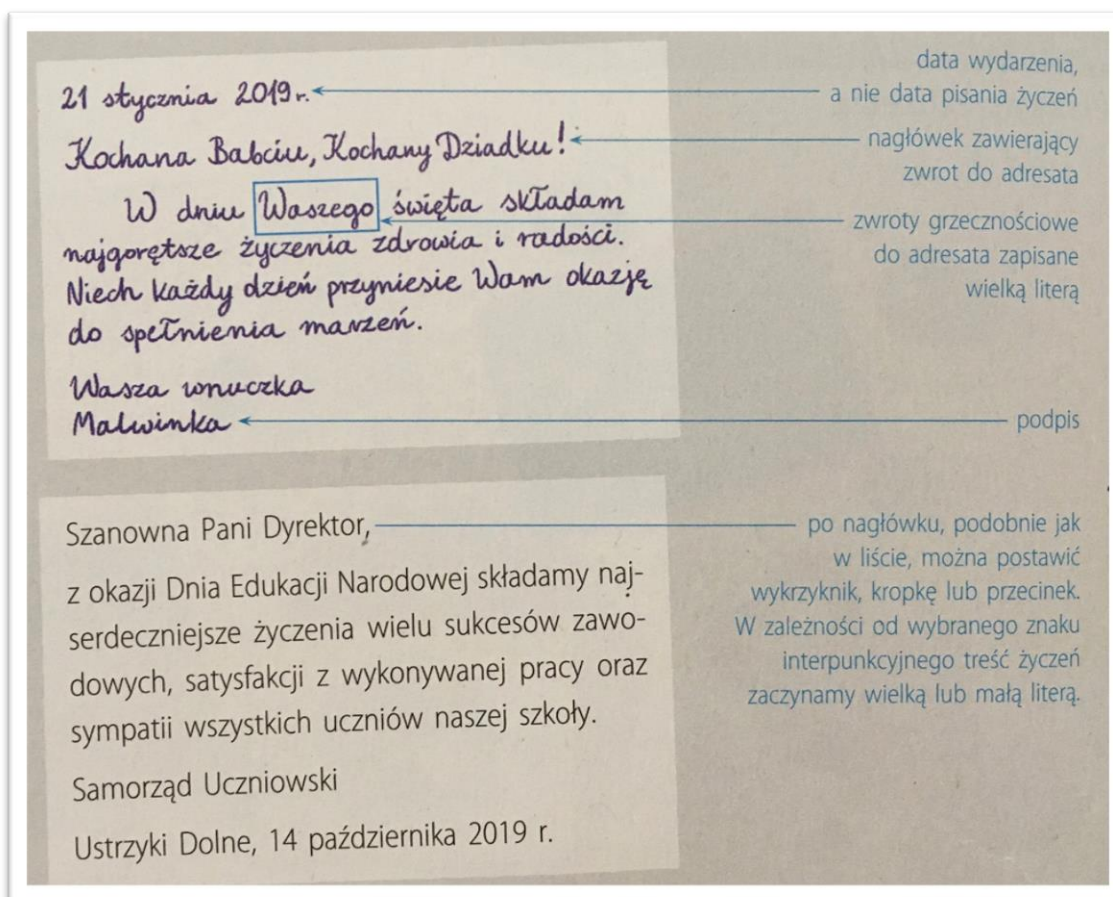 21 stycznia 2019 r.
Kochana Babciu, Kochany Dziadku!
W dniu Waszego święta składam
najgorętsze życzenia zdrowia i radości.
Niech każdy dzień przyniesie Wam okazję
do spełnienia marzeń.
Wasza wnuczka
Malwinka
data wydarzenia,
a nie data pisania życzeń
nagłówek zawierający
zwrot do adresata
zwroty grzecznościowe
do adresata zapisane
wielką literą
podpis
Szanowna Pani Dyrektor,
z okazji Dnia Edukacji Narodowej składamy naj-
serdeczniejsze życzenia wielu sukcesów zawo-
dowych, satysfakcji z wykonywanej pracy oraz
sympatii wszystkich uczniów naszej szkoły.
Samorząd Uczniowski
Ustrzyki Dolne, 14 października 2019 r.
po nagłówku, podobnie jak
w liście, można postawić
wykrzyknik, kropkę lub przecinek.
W zależności od wybranego znaku
interpunkcyjnego treść życzeń
zaczynamy wielką lub małą literą.